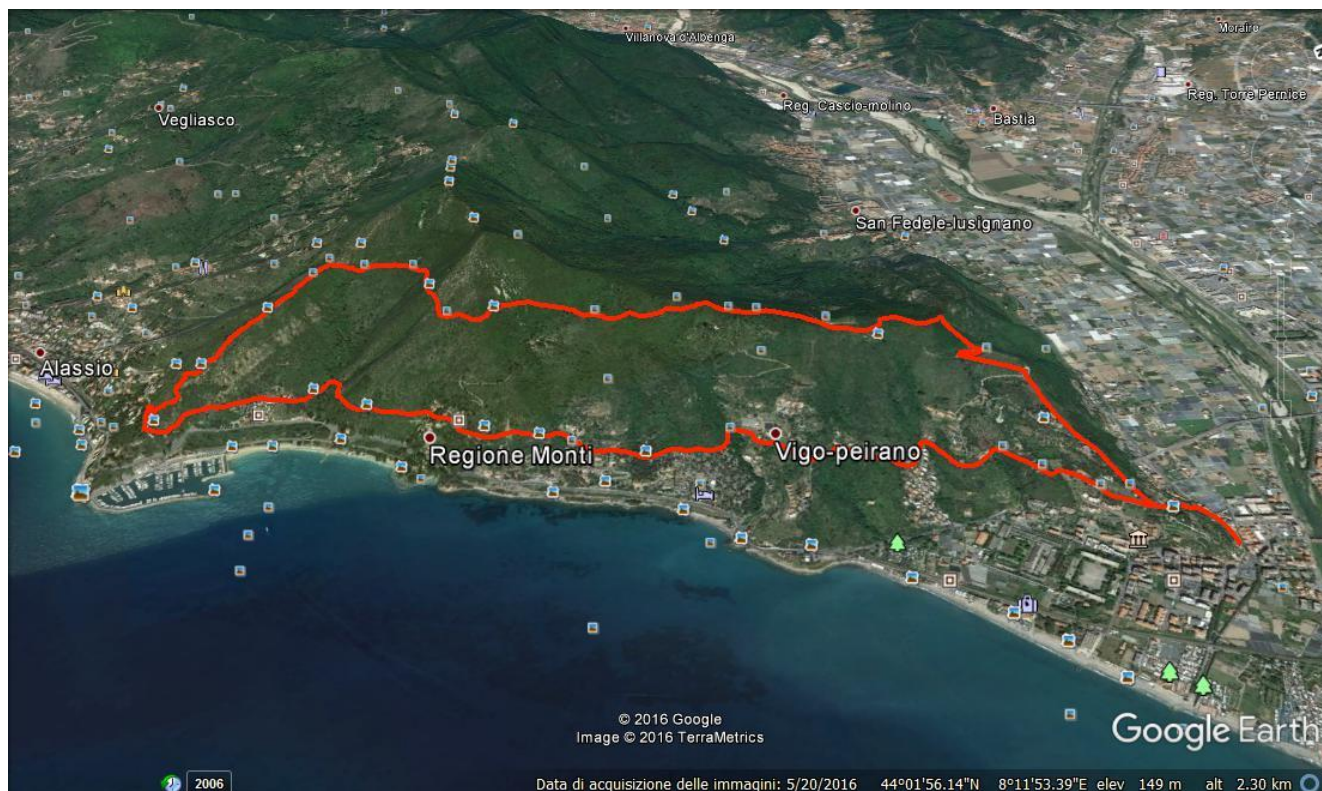 Villanova d'Albenga
Reg. Cascio-molino
Bastia
Reg. Torre Pernice
Vegliasco
San Fedele-lusignano
Alassio
Regione Monti
Vigo-peirano
© 2016 Google
Image © 2016 TerraMetrics
Google Earth
2006
Data di acquisizione delle immagini: 5/20/2016 44°01'56.14"N 8°11'53.39"E elev 149 m alt 2.30 km